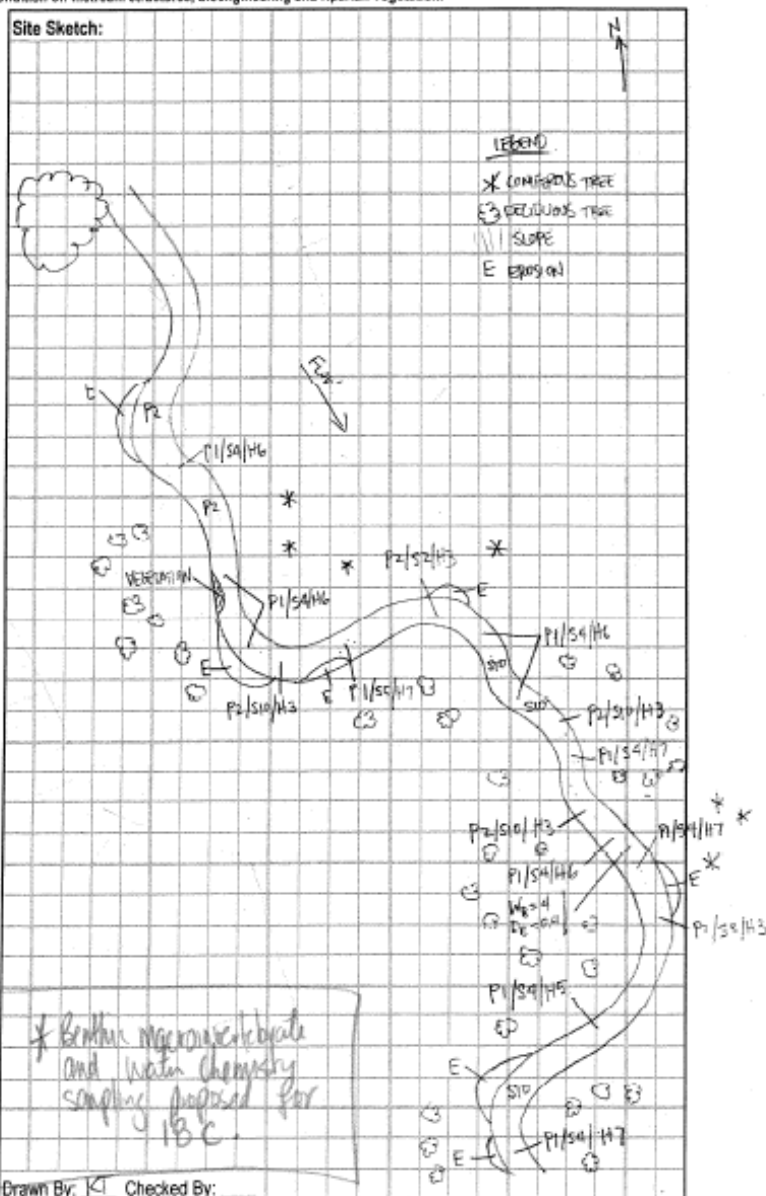 Site Sketch:
N
LEGEND
CONIFEROUS TREE
DECIDUOUS TREE
SLOPE
E EROSION
E
P2
P1/S4/H6
P2
VEGETATION
P1/S4/H6
P2/S2/H3
E
P1/S4/H6
E
P2/S10/H3
E
P1/S5/H7
S10
S10
P2/S10/H3
P1/S4/H7
P2/S10/H3
P1/S4/H7
P1/S4/H6
E
P1/S4/H5
E
S10
E
P1/S4/H7
* Benthic macroinvertebrate
and water chemistry
sampling proposed for
18C.
Drawn By: Checked By: